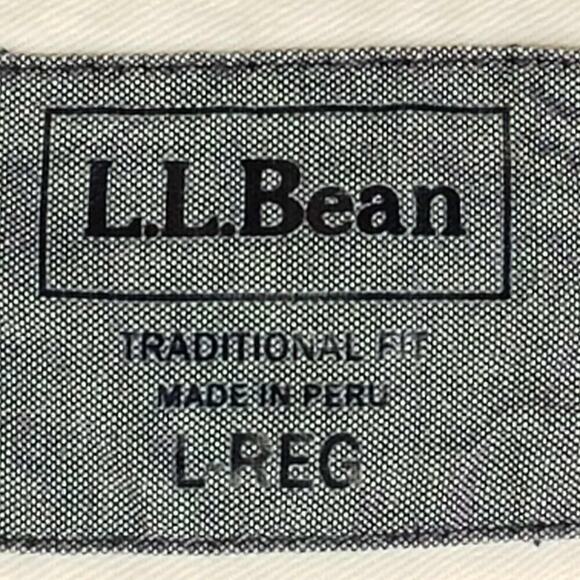 L.L.Bean
TRADITIONAL FIT
MADE IN PERU
L-REG